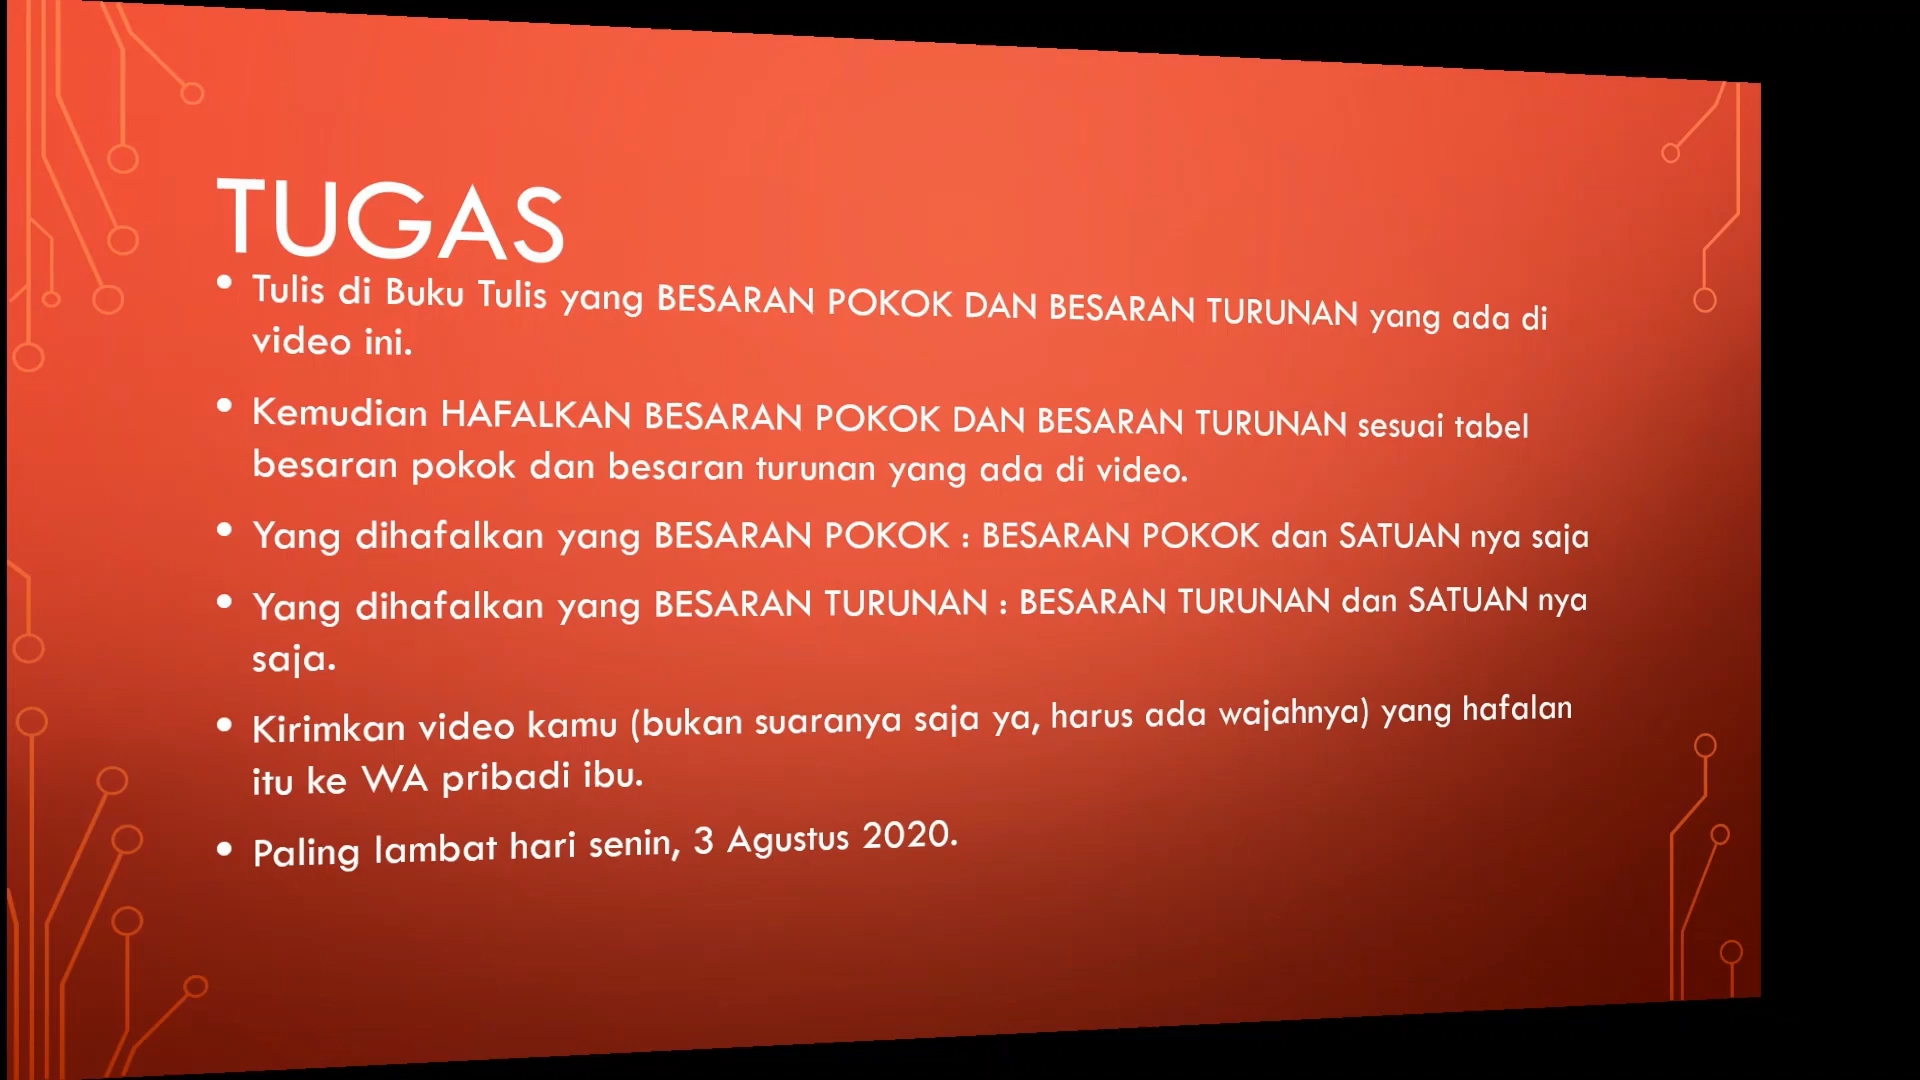 TUGAS
• Tulis di Buku Tulis yang BESARAN POKOK DAN BESARAN TURUNAN yang ada di
video ini.
• Kemudian HAFALKAN BESARAN POKOK DAN BESARAN TURUNAN sesuai tabel
besaran pokok dan besaran turunan yang ada di video.
• Yang dihafalkan yang BESARAN POKOK : BESARAN POKOK dan SATUAN nya saja
• Yang dihafalkan yang BESARAN TURUNAN : BESARAN TURUNAN dan SATUAN nya
saja.
• Kirimkan video kamu (bukan suaranya saja ya, harus ada wajahnya) yang hafalan
itu ke WA pribadi ibu.
• Paling lambat hari senin, 3 Agustus 2020.